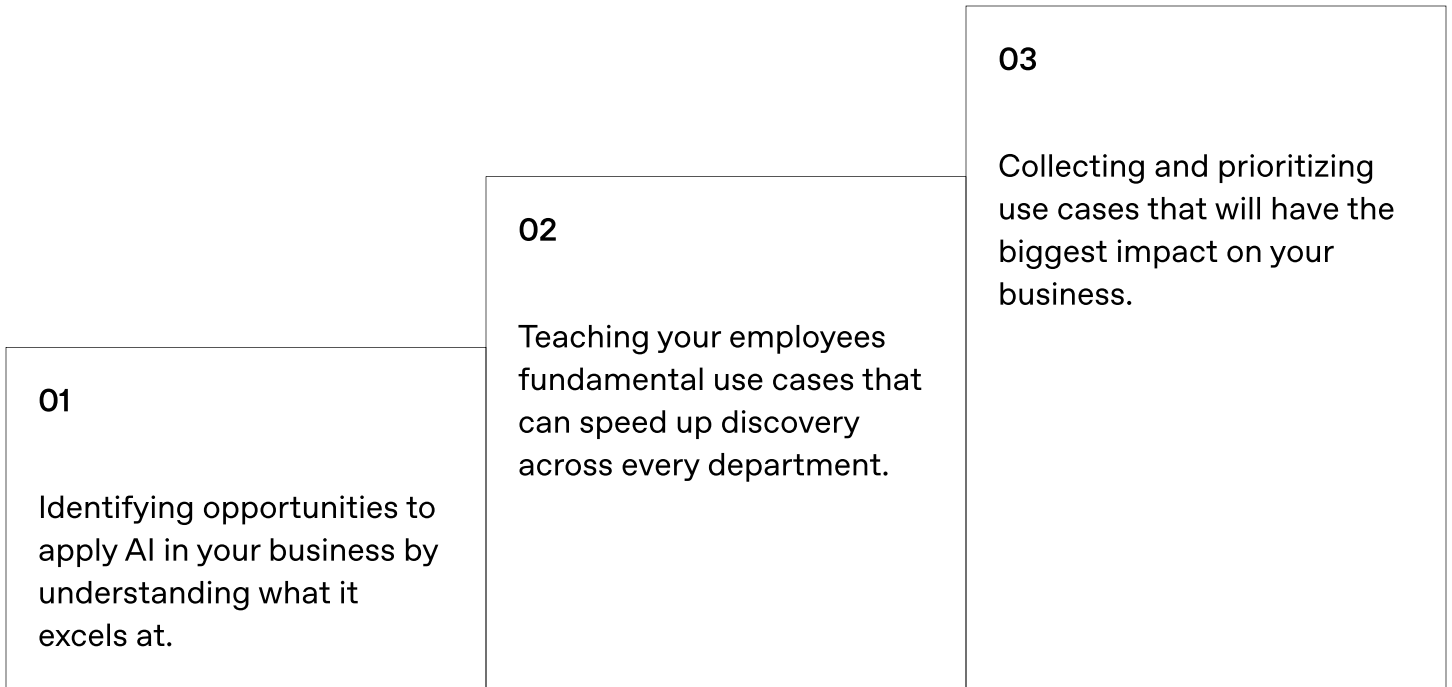 01
Identifying opportunities to
apply AI in your business by
understanding what it
excels at.
02
Teaching your employees
fundamental use cases that
can speed up discovery
across every department.
03
Collecting and prioritizing
use cases that will have the
biggest impact on your
business.